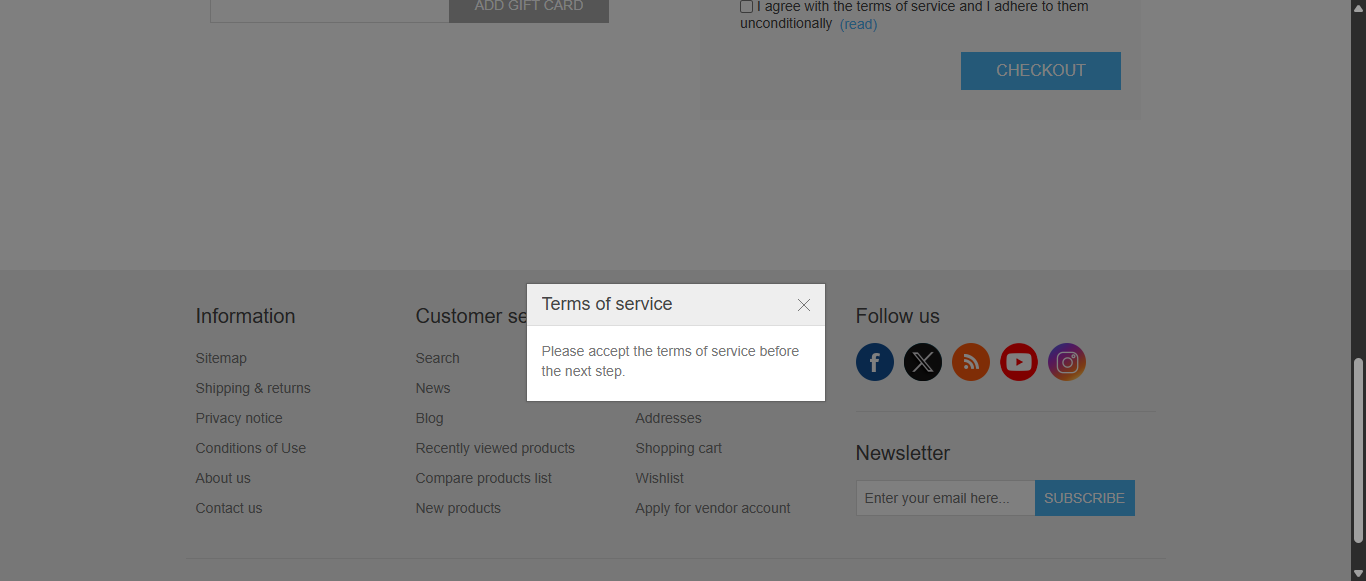 ADD GIFT CARD
I agree with the terms of service and I adhere to them
unconditionally (read)
CHECKOUT
Terms of service
Please accept the terms of service before
the next step.
Information
Sitemap
Shipping & returns
Privacy notice
Conditions of Use
About us
Contact us
Customer se
Search
News
Blog
Recently viewed products
Compare products list
New products
Addresses
Shopping cart
Wishlist
Apply for vendor account
Follow us
Newsletter
Enter your email here...
SUBSCRIBE